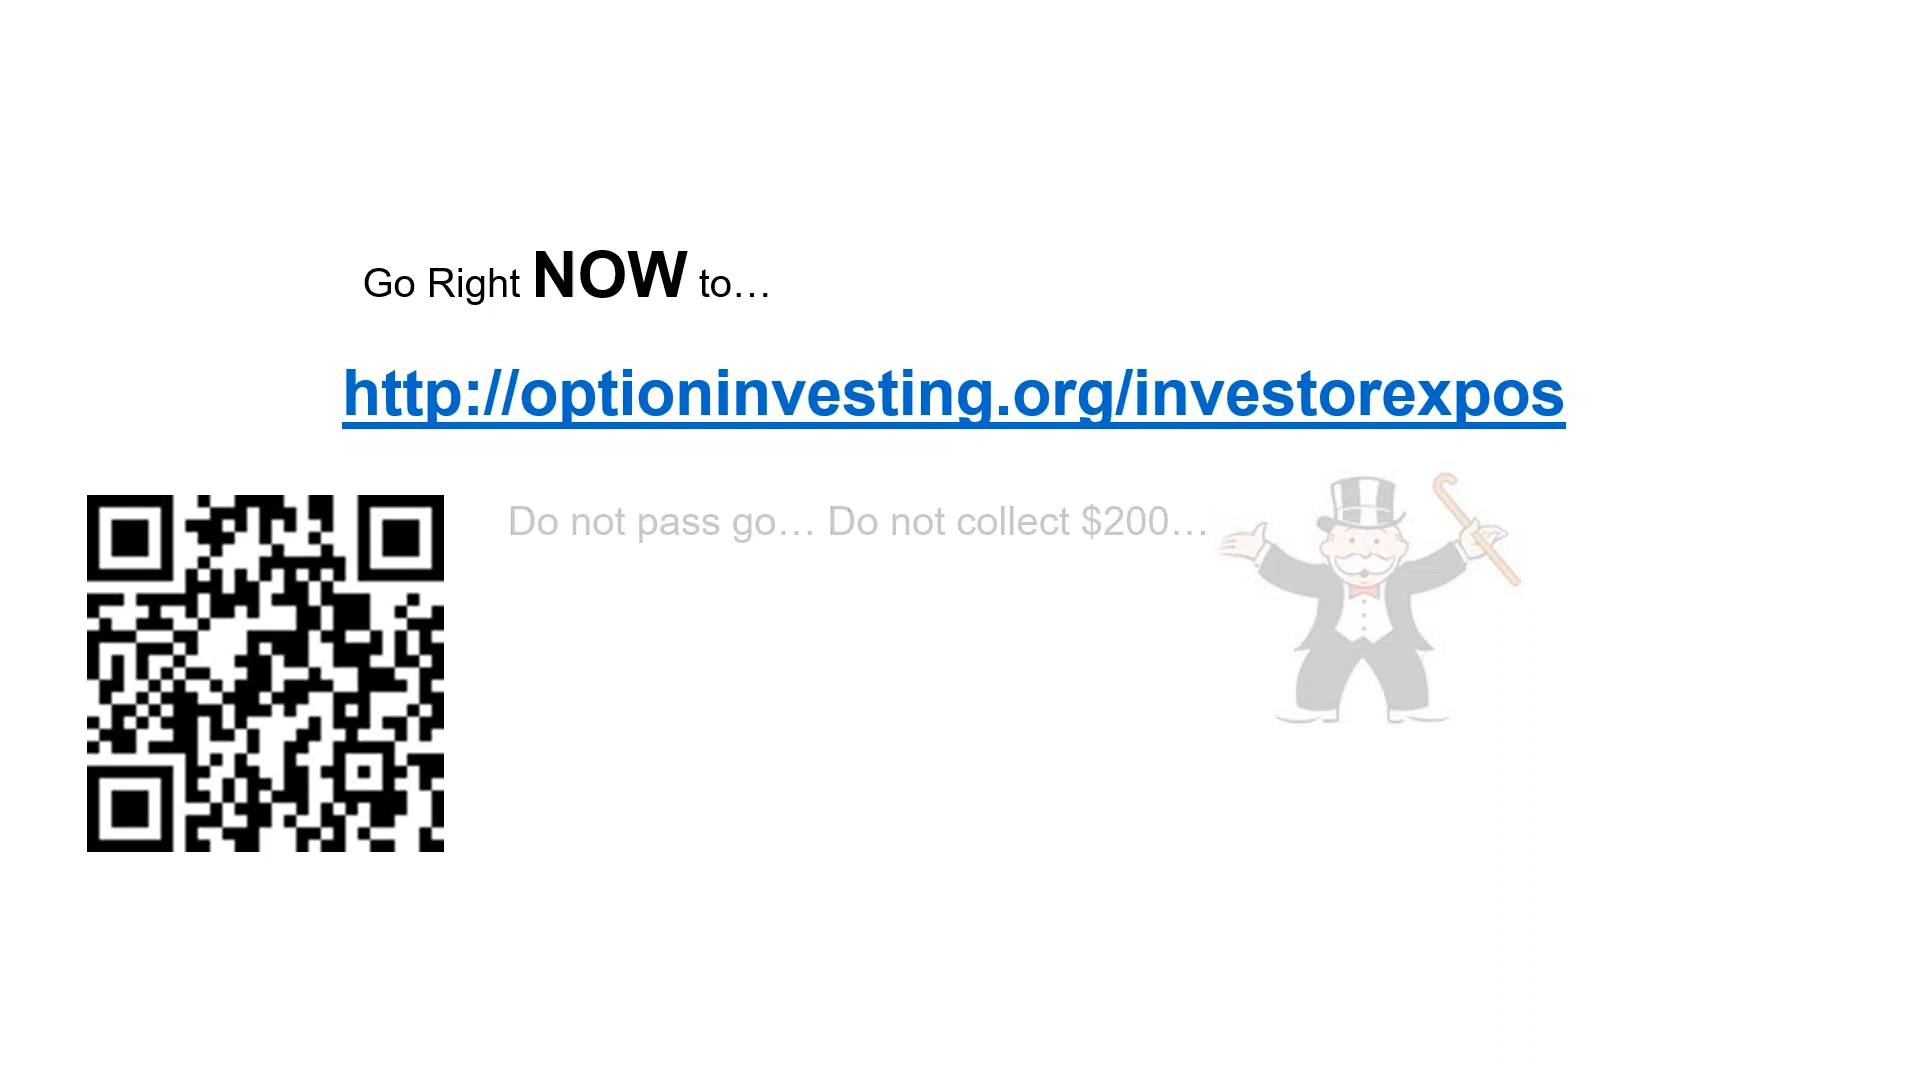 Go Right NOW to…
http://optioninvesting.org/investorexpos
Do not pass go… Do not collect $200…